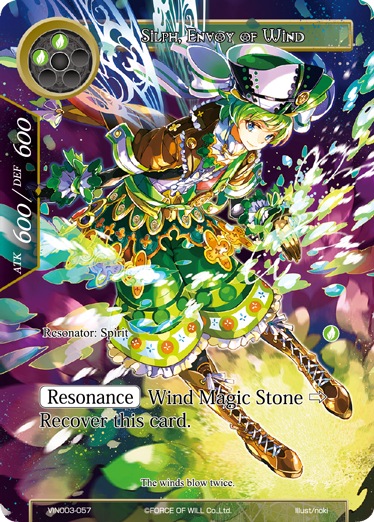 Silph, Envoy of Wind
ATK 600 / DEF 600
Resonator: Spirit
Resonance Wind Magic Stone ⇨
Recover this card.
The winds blow twice.
VIN003-057 ©FORCE OF WILL Co.,Ltd. Illust/noki